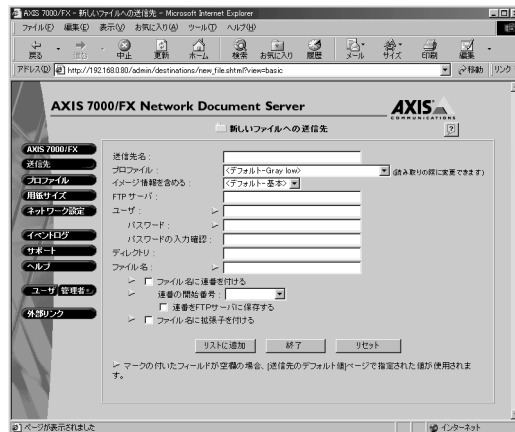 AXIS 7000/FX - 新しいファイルへの送信先 - Microsoft Internet Explorer
ファイル(F) 編集(E) 表示(V) お気に入り(A) ツール(T) ヘルプ(H)
戻る 進む 中止 更新 ホーム 検索 お気に入り 履歴 メール サイズ 印刷 編集
アドレス(D) http://192.168.0.80/admin/destinations/new_file.shtml?view=basic 移動 リンク
AXIS 7000/FX Network Document Server
AXIS
COMMUNICATIONS
新しいファイルへの送信先
?
AXIS 7000/FX
送信先
プロファイル
用紙サイズ
ネットワーク設定
イベントログ
サポート
ヘルプ
ユーザ 管理者
外部リンク
送信先名:
プロファイル: <デフォルト-Gray low> (読み取りの際に変更できます)
イメージ情報を含める: <デフォルト-基本>
FTP サーバ:
ユーザ:
パスワード:
パスワードの入力確認:
ディレクトリ:
ファイル名:
ファイル名に連番を付ける
連番の開始番号:
連番をFTPサーバに保存する
ファイル名に拡張子を付ける
リストに追加 終了 リセット
マークの付いたフィールドが空欄の場合、[送信先のデフォルト値]ページで指定された値が使用されます。
ページが表示されました インターネット